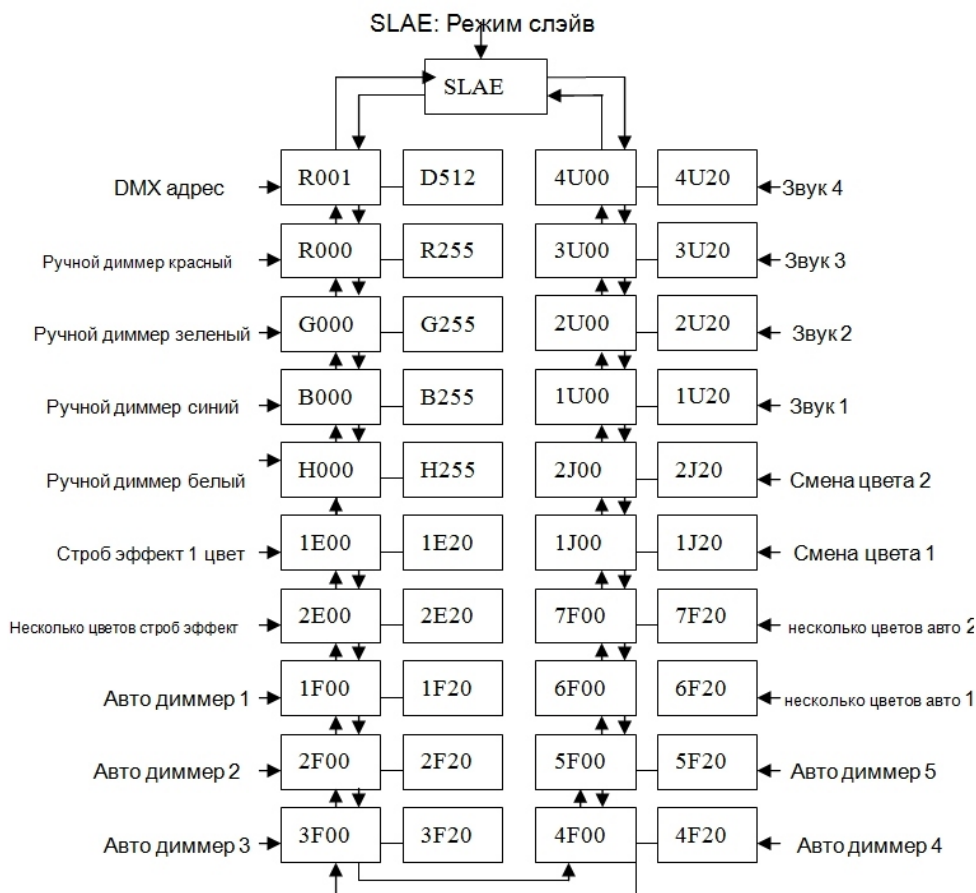 SLAE: Режим слэйв
SLAE
DMX адрес R001 D512 4U00 4U20 Звук 4
Ручной диммер красный R000 R255 3U00 3U20 Звук 3
Ручной диммер зеленый G000 G255 2U00 2U20 Звук 2
Ручной диммер синий B000 B255 1U00 1U20 Звук 1
Ручной диммер белый H000 H255 2J00 2J20 Смена цвета 2
Строб эффект 1 цвет 1E00 1E20 1J00 1J20 Смена цвета 1
Несколько цветов строб эффект 2E00 2E20 7F00 7F20 несколько цветов авто 2
Авто диммер 1 1F00 1F20 6F00 6F20 несколько цветов авто 1
Авто диммер 2 2F00 2F20 5F00 5F20 Авто диммер 5
Авто диммер 3 3F00 3F20 4F00 4F20 Авто диммер 4